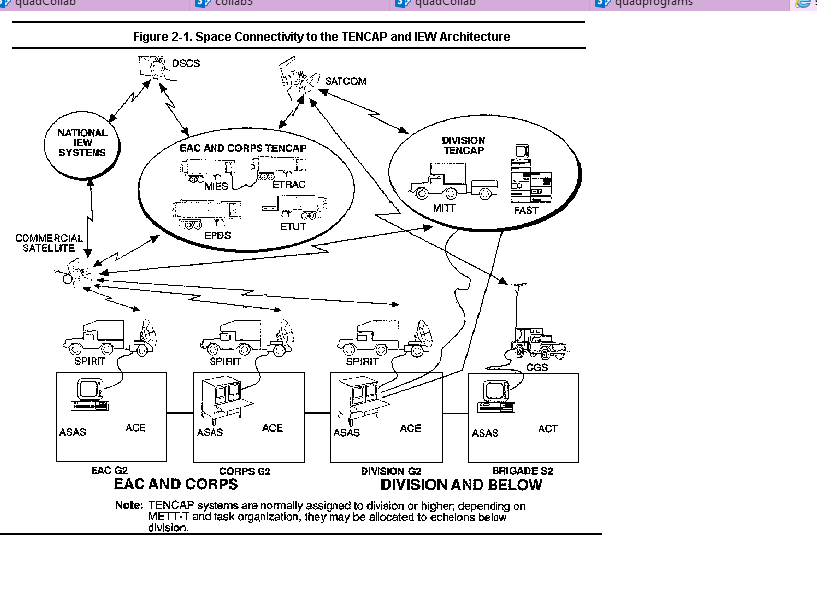 quadCollab
collabs
quadCollab
quadprograms
Figure 2-1. Space Connectivity to the TENCAP and IEW Architecture
DSCS
SATCOM
NATIONAL
IEW
SYSTEMS
EAC AND CORPS TENCAP
MIES
ETRAC
EPDS
ETUT
DIVISION
TENCAP
MITT
FAST
COMMERCIAL
SATELLITE
SPIRIT
SPIRIT
SPIRIT
CGS
ASAS
ACE
ASAS
ACE
ASAS
ACE
ASAS
ACT
EAC G2
CORPS G2
DIVISION G2
BRIGADE S2
EAC AND CORPS
DIVISION AND BELOW
Note: TENCAP systems are normally assigned to division or higher; depending on
METT-T and task organization, they may be allocated to echelons below
division.